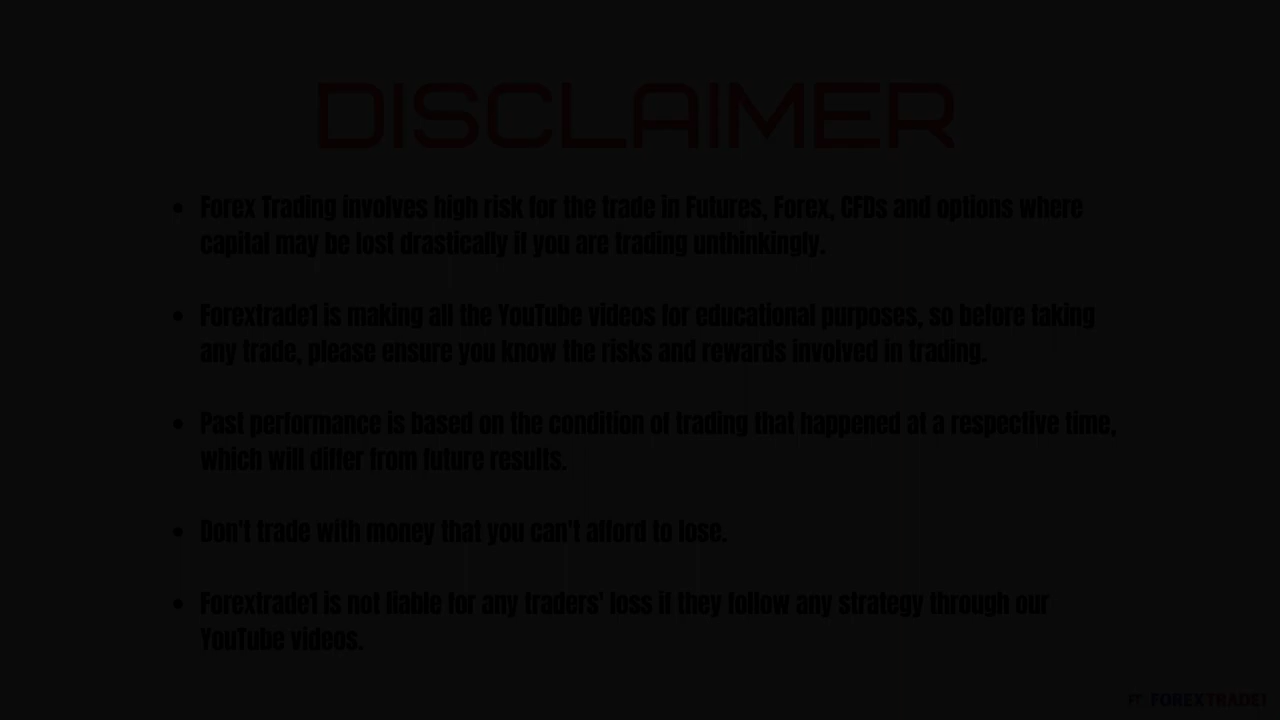 DISCLAIMER
• Forex Trading involves high risk for the trade in Futures, Forex, CFDs and options where
capital may be lost drastically if you are trading unthinkingly.
• Forextrade1 is making all the YouTube videos for educational purposes, so before taking
any trade, please ensure you know the risks and rewards involved in trading.
• Past performance is based on the condition of trading that happened at a respective time,
which will differ from future results.
• Don't trade with money that you can't afford to lose.
• Forextrade1 is not liable for any traders' loss if they follow any strategy through our
YouTube videos.
FOREXTRADE1